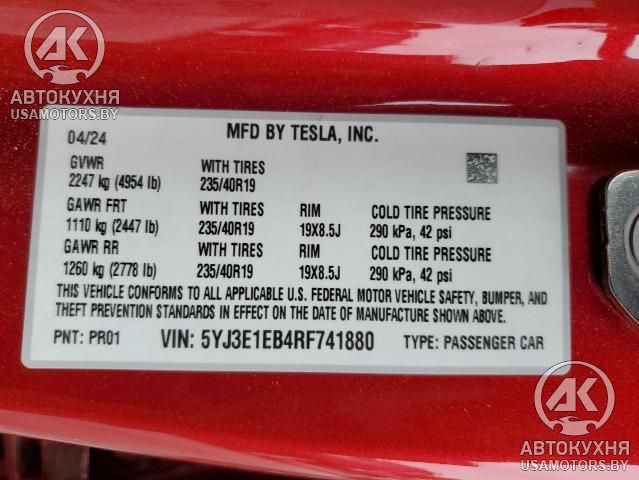 AK
АВТОКУХНЯ
USAMOTORS.BY
04/24
MFD BY TESLA, INC.
GVWR
WITH TIRES
2247 kg (4954 lb)
235/40R19
GAWR FRT
WITH TIRES
RIM
COLD TIRE PRESSURE
1110 kg (2447 lb)
235/40R19
19X8.5J
290 kPa, 42 psi
GAWR RR
WITH TIRES
RIM
COLD TIRE PRESSURE
1260 kg (2778 lb)
235/40R19
19X8.5J
290 kPa, 42 psi
THIS VEHICLE CONFORMS TO ALL APPLICABLE U.S. FEDERAL MOTOR VEHICLE SAFETY, BUMPER, AND
THEFT PREVENTION STANDARDS IN EFFECT ON THE DATE OF MANUFACTURE SHOWN ABOVE.
PNT: PR01
VIN: 5YJ3E1EB4RF741880
TYPE: PASSENGER CAR
AK
АВТОКУХНЯ
USAMOTORS.BY